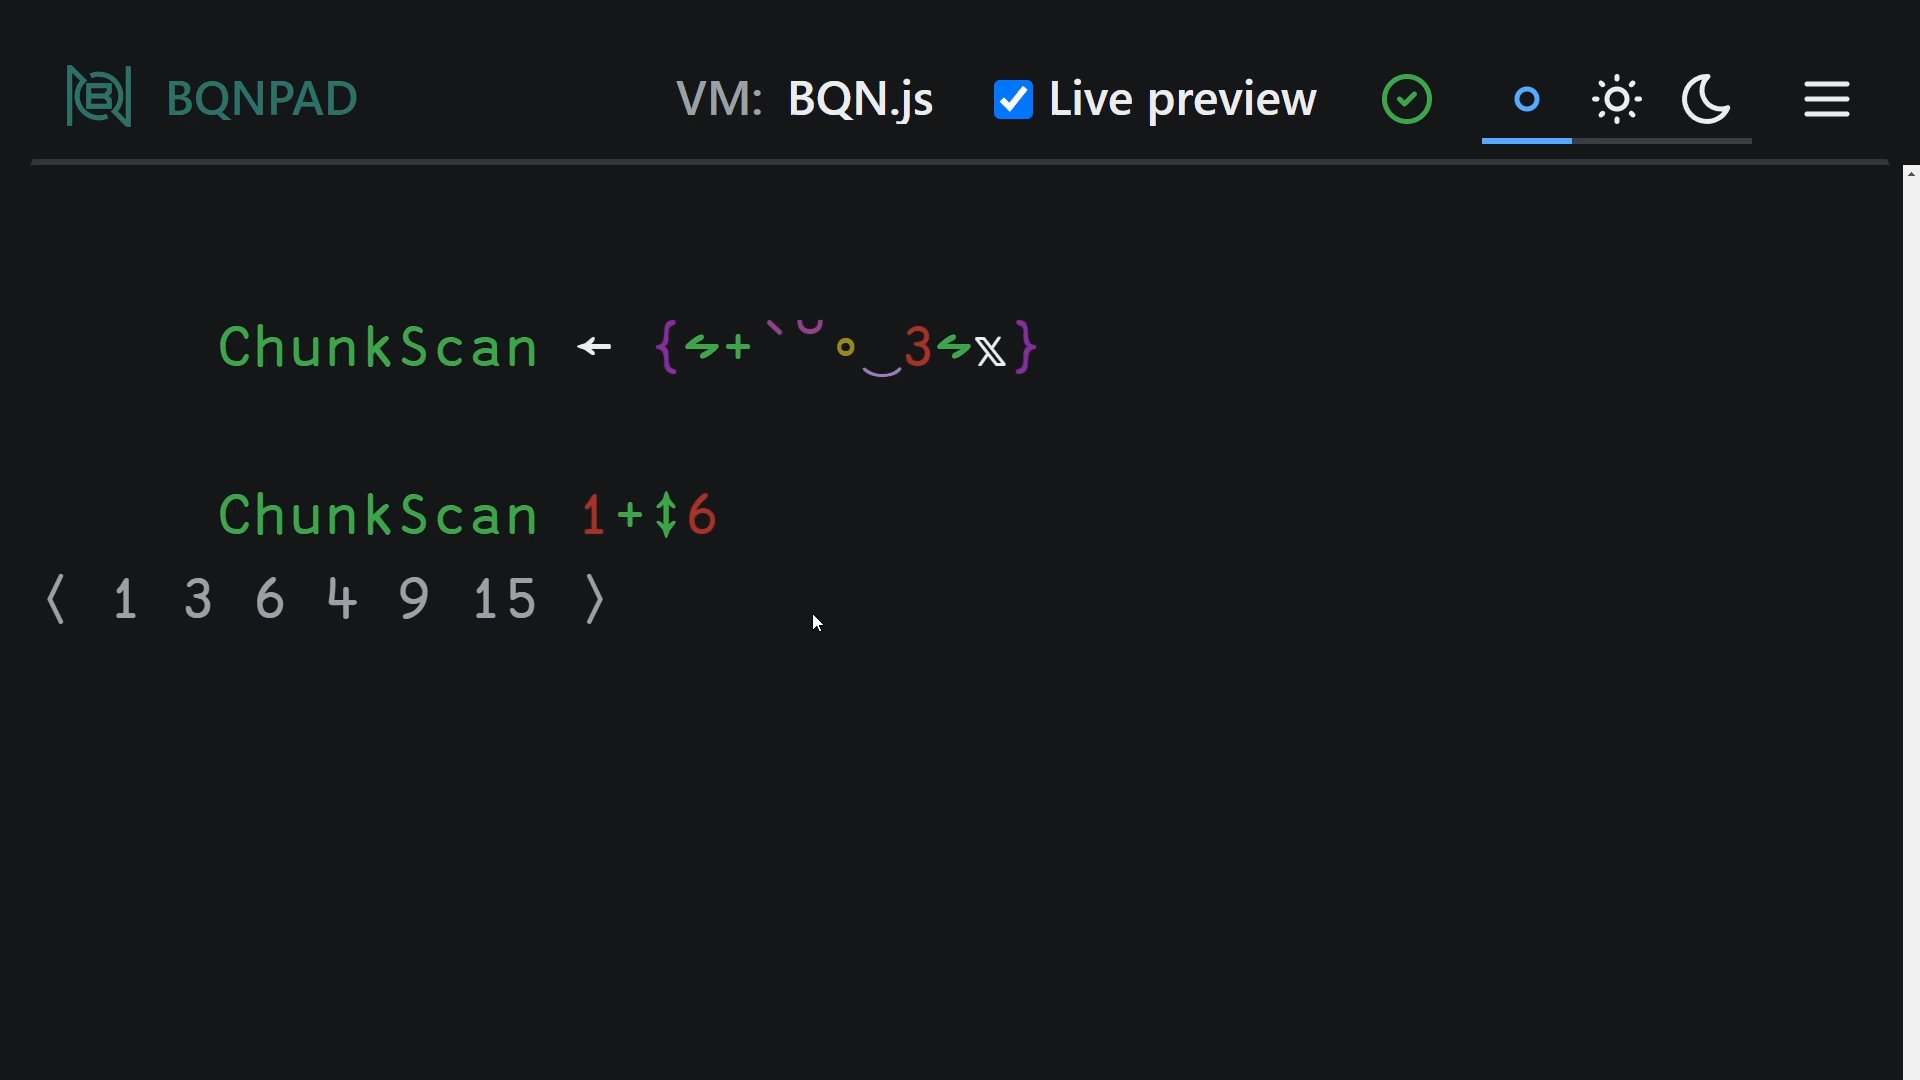 BQNPAD VM: BQN.js Live preview
ChunkScan ← {⥊+`˘∘‿3⥊𝕩}
ChunkScan 1+↕6
⟨ 1 3 6 4 9 15 ⟩